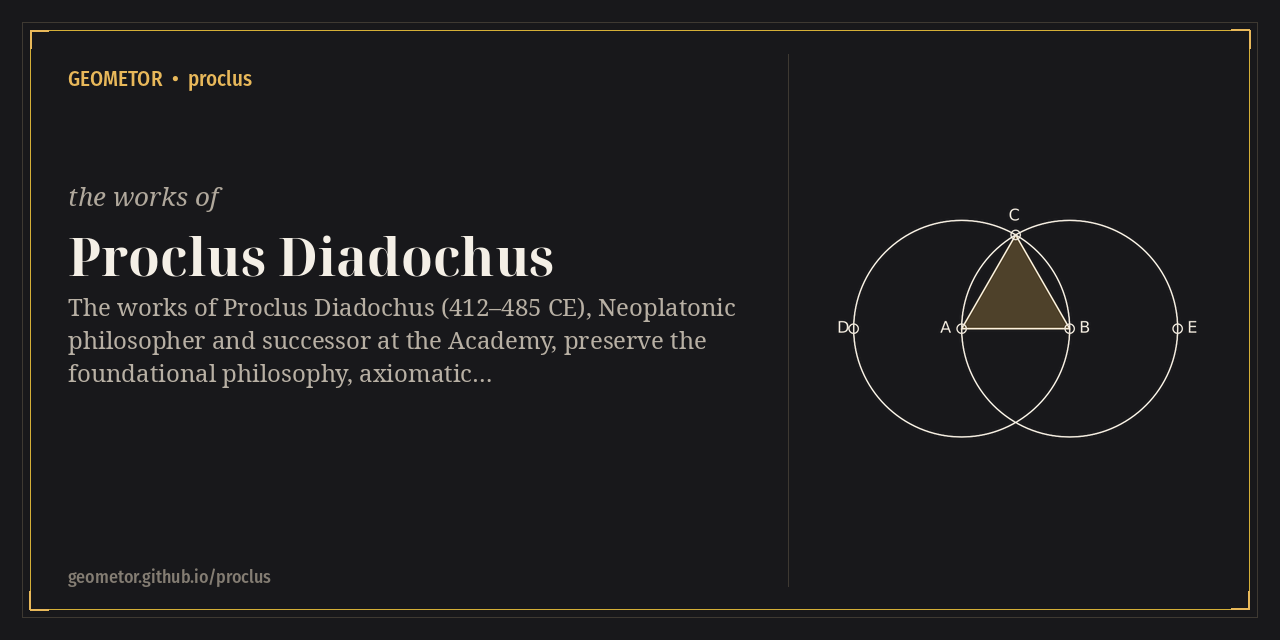 GEOMETOR • proclus
the works of
Proclus Diadochus
The works of Proclus Diadochus (412–485 CE), Neoplatonic
philosopher and successor at the Academy, preserve the
foundational philosophy, axiomatic…
geometor.github.io/proclus
C
D A B E